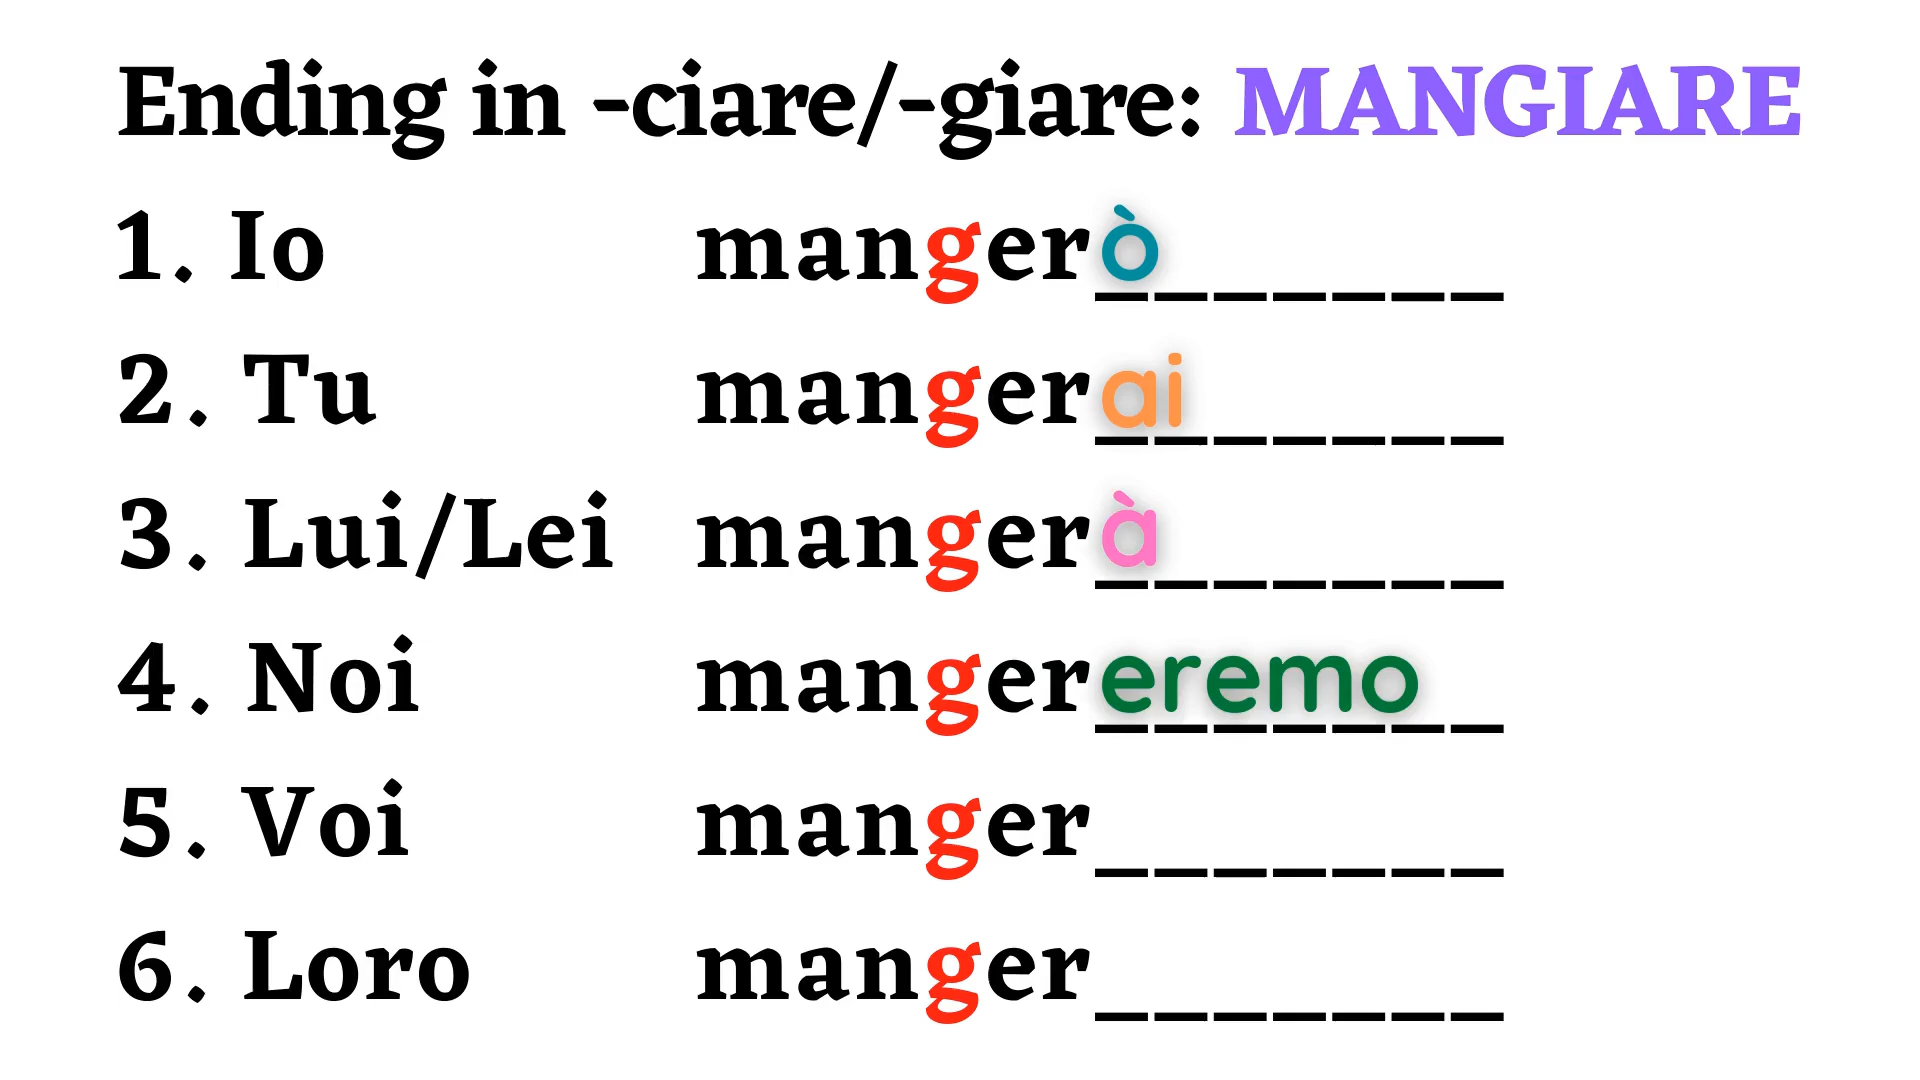 Ending in -ciare/-giare: MANGIARE
1. Io mangerò_______
2. Tu mangerai_______
3. Lui/Lei mangerà_______
4. Noi mangereremo_______
5. Voi manger_______
6. Loro manger_______